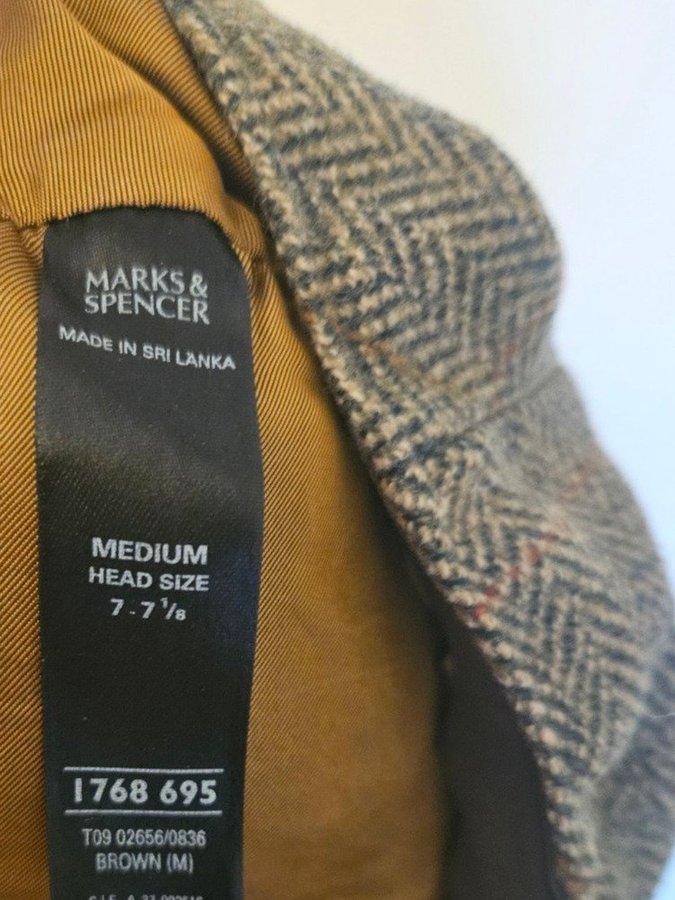 MARKS &
SPENCER
MADE IN SRI LANKA
MEDIUM
HEAD SIZE
7 - 7 1/8
1768 695
T09 02656/0836
BROWN (M)